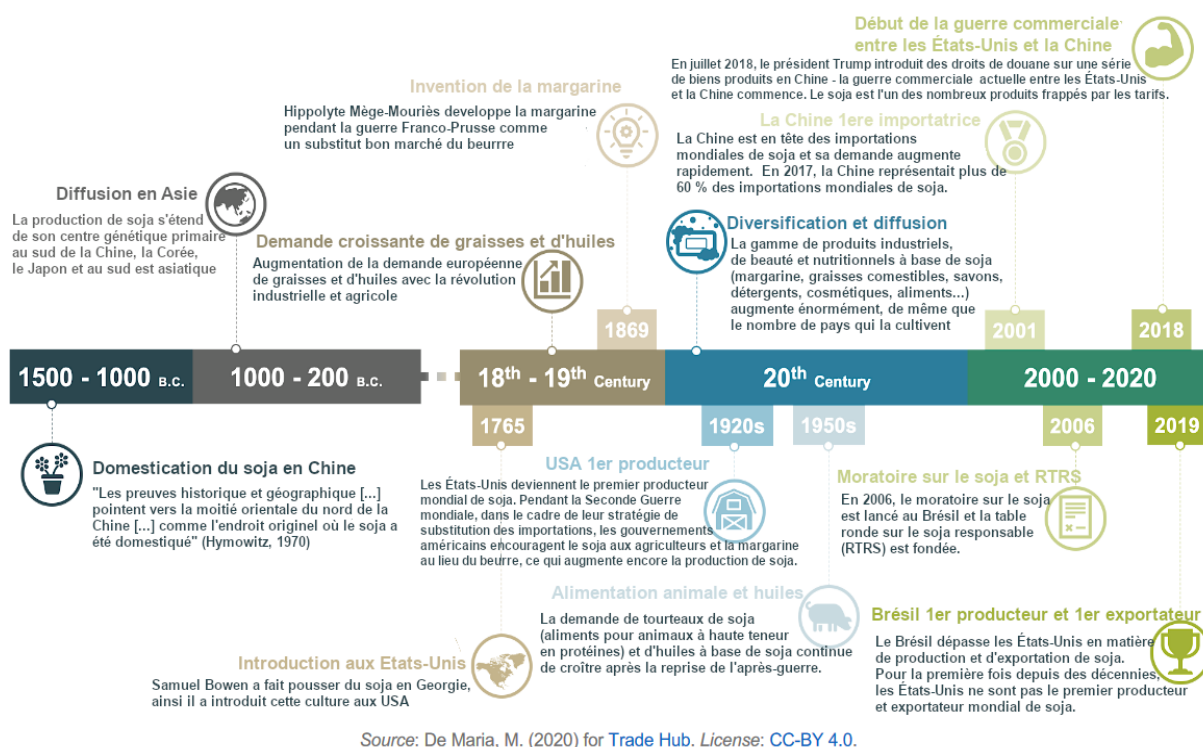 Début de la guerre commerciale
entre les États-Unis et la Chine
En juillet 2018, le président Trump introduit des droits de douane sur une série
de biens produits en Chine - la guerre commerciale actuelle entre les États-Unis
et la Chine commence. Le soja est l'un des nombreux produits frappés par les tarifs.
Invention de la margarine
Hippolyte Mège-Mouriès developpe la margarine
pendant la guerre Franco-Prusse comme
un substitut bon marché du beurrre
La Chine 1ere importatrice
La Chine est en tête des importations
mondiales de soja et sa demande augmente
rapidement. En 2017, la Chine représentait plus de
60 % des importations mondiales de soja.
Diffusion en Asie
La production de soja s'étend
de son centre génétique primaire
au sud de la Chine, la Corée,
le Japon et au sud est asiatique
Demande croissante de graisses et d'huiles
Augmentation de la demande européenne
de graisses et d'huiles avec la révolution
industrielle et agricole
Diversification et diffusion
La gamme de produits industriels,
de beauté et nutritionnels à base de soja
(margarine, graisses comestibles, savons,
détergents, cosmétiques, aliments...)
augmente énormément, de même que
le nombre de pays qui la cultivent
1869
2001
2018
1500 - 1000 B.C.
1000 - 200 B.C.
18th - 19th Century
20th Century
2000 - 2020
1765
1920s
1950s
2006
2019
Domestication du soja en Chine
"Les preuves historique et géographique [...]
pointent vers la moitié orientale du nord de la
Chine [...] comme l'endroit originel où le soja a
été domestiqué" (Hymowitz, 1970)
USA 1er producteur
Les États-Unis deviennent le premier producteur
mondial de soja. Pendant la Seconde Guerre
mondiale, dans le cadre de leur stratégie de
substitution des importations, les gouvernements
américains encouragent le soja aux agriculteurs et la margarine
au lieu du beurre, ce qui augmente encore la production de soja.
Moratoire sur le soja et RTRS
En 2006, le moratoire sur le soja
est lancé au Brésil et la table
ronde sur le soja responsable
(RTRS) est fondée.
Alimentation animale et huiles
La demande de tourteaux de soja
(aliments pour animaux à haute teneur
en protéines) et d'huiles à base de soja continue
de croître après la reprise de l'après-guerre.
Introduction aux Etats-Unis
Samuel Bowen a fait pousser du soja en Georgie,
ainsi il a introduit cette culture aux USA
Brésil 1er producteur et 1er exportateur
Le Brésil dépasse les États-Unis en matière
de production et d'exportation de soja.
Pour la première fois depuis des décennies,
les États-Unis ne sont pas le premier producteur
et exportateur mondial de soja.
Source: De Maria, M. (2020) for Trade Hub. License: CC-BY 4.0.